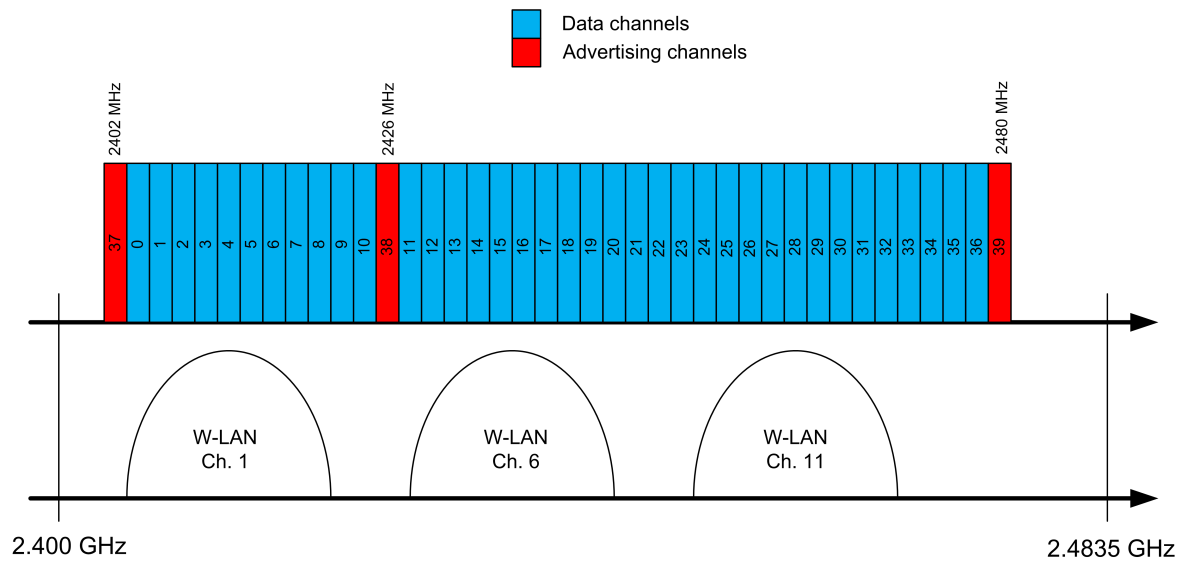 Data channels
Advertising channels
2402 MHz
2426 MHz
2480 MHz
37 0 1 2 3 4 5 6 7 8 9 10 38 11 12 13 14 15 16 17 18 19 20 21 22 23 24 25 26 27 28 29 30 31 32 33 34 35 36 39
W-LAN
Ch. 1
W-LAN
Ch. 6
W-LAN
Ch. 11
2.400 GHz
2.4835 GHz